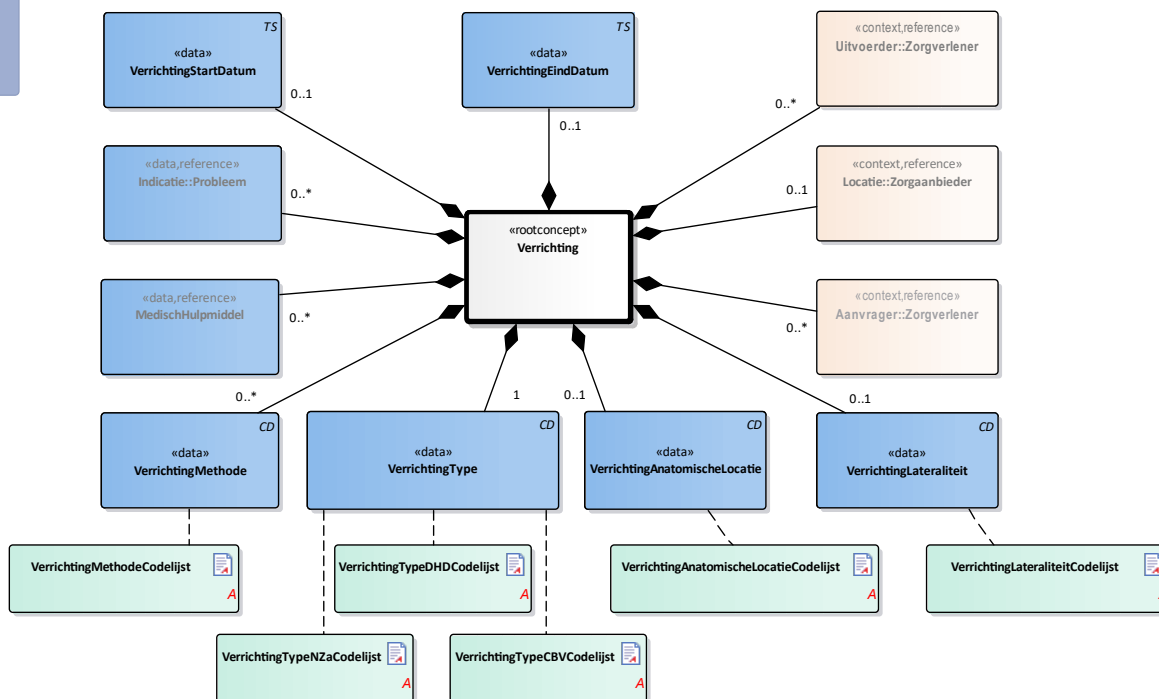 TS
«data»
VerrichtingStartDatum
0..1
TS
«data»
VerrichtingEindDatum
0..1
«context,reference»
Uitvoerder::Zorgverlener
0..*
«data,reference»
Indicatie::Probleem
0..*
«rootconcept»
Verrichting
«context,reference»
Locatie::Zorgaanbieder
0..1
«data,reference»
MedischHulpmiddel
0..*
«context,reference»
Aanvrager::Zorgverlener
0..*
0..*
1
0..1
0..1
CD
«data»
VerrichtingMethode
CD
«data»
VerrichtingType
CD
«data»
VerrichtingAnatomischeLocatie
CD
«data»
VerrichtingLateraliteit
VerrichtingMethodeCodelijst
A
VerrichtingTypeDHDCodelijst
A
VerrichtingAnatomischeLocatieCodelijst
A
VerrichtingLateraliteitCodelijst
VerrichtingTypeNZaCodelijst
A
VerrichtingTypeCBVCodelijst
A